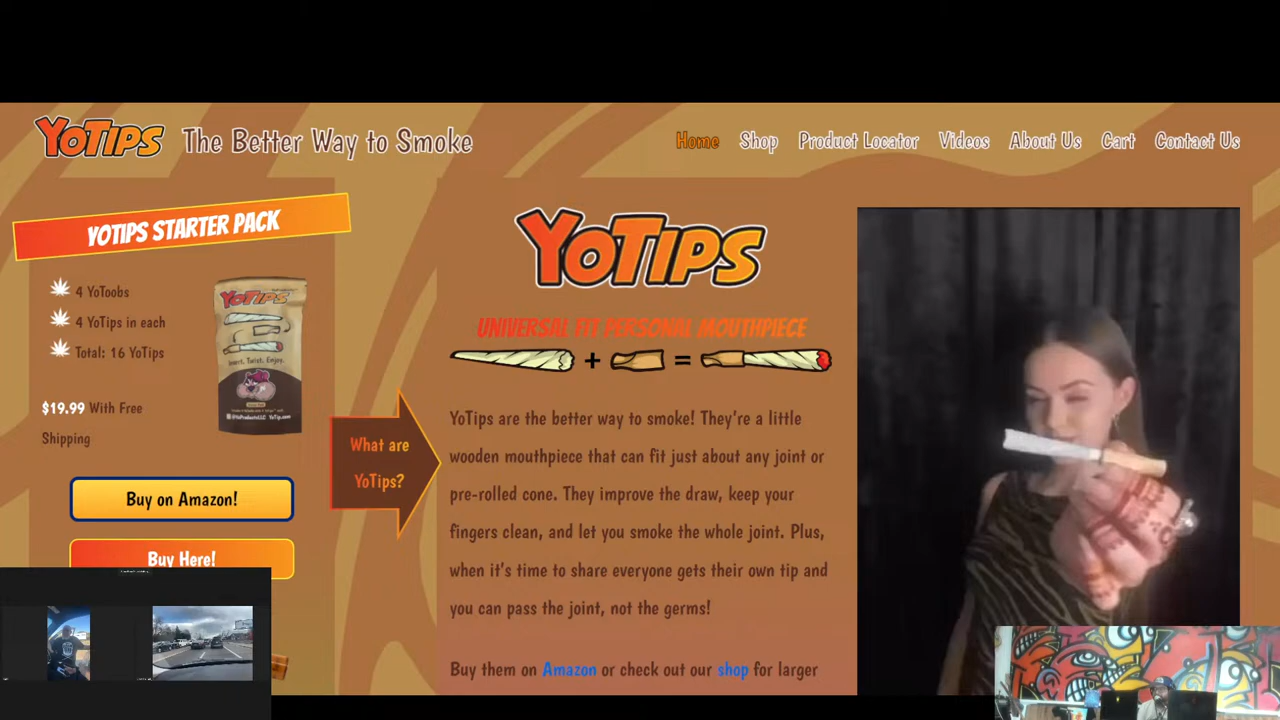 YoTips
The Better Way to Smoke
Home
Shop
Product Locator
Videos
About Us
Cart
Contact Us
YOTIPS STARTER PACK
4 YoToobs
4 YoTips in each
Total: 16 YoTips
$19.99 With Free
Shipping
YoTips
Insert. Twist. Enjoy.
Buy on Amazon!
Buy Here!
What are
YoTips?
YoTips
UNIVERSAL FIT PERSONAL MOUTHPIECE
+ =
YoTips are the better way to smoke! They're a little
wooden mouthpiece that can fit just about any joint or
pre-rolled cone. They improve the draw, keep your
fingers clean, and let you smoke the whole joint. Plus,
when it's time to share everyone gets their own tip and
you can pass the joint, not the germs!
Buy them on Amazon or check out our shop for larger